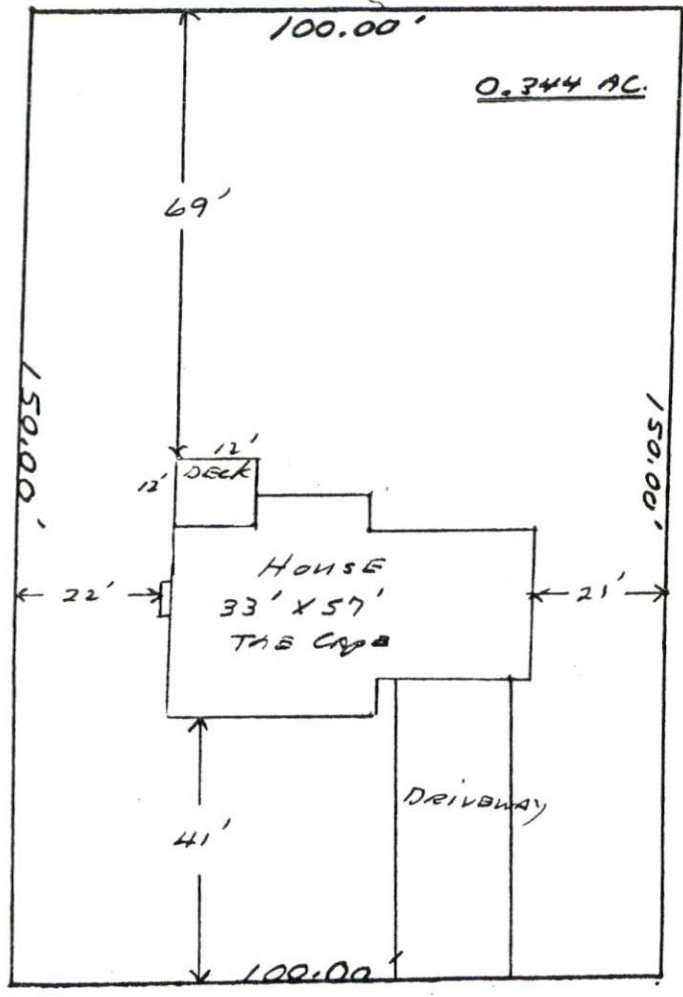 100.00'
0.344 AC.
69'
150.00'
150.00'
12'
12'
DECK
HOUSE
33' X 57'
THE CAPE
22'
21'
DRIVEWAY
41'
100.00'